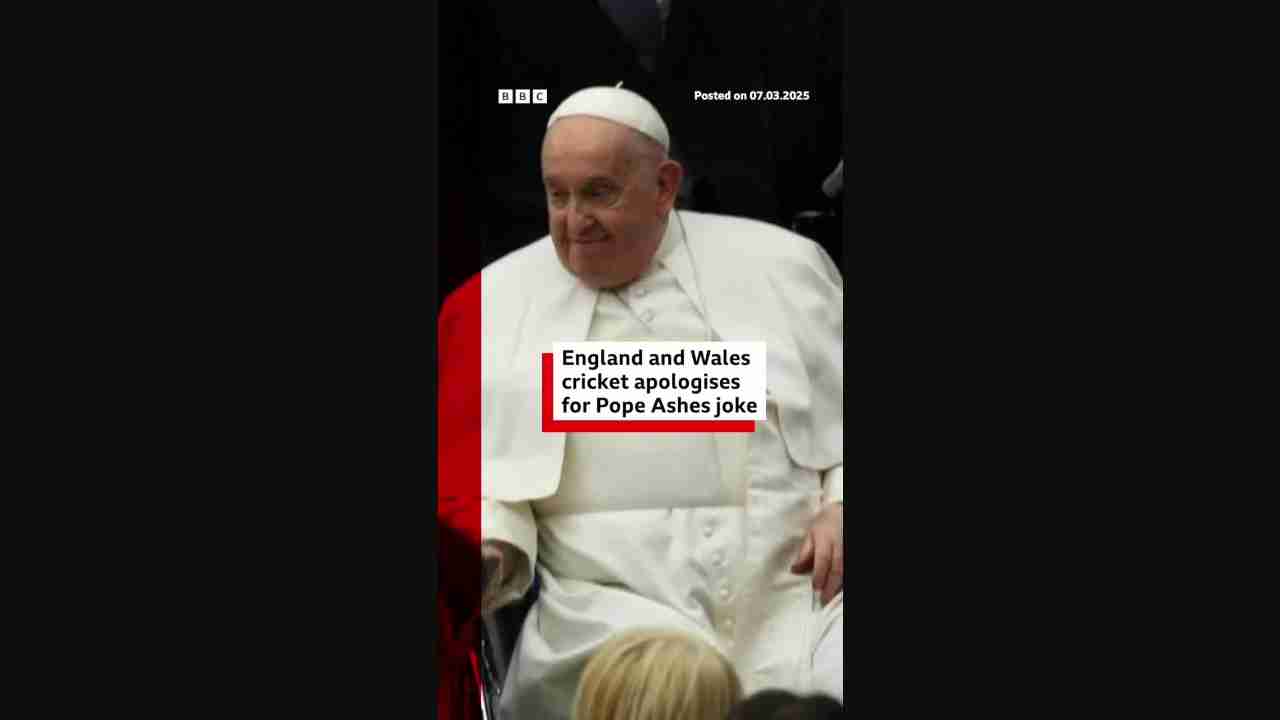 BBC
Posted on 07.03.2025
England and Wales
cricket apologises
for Pope Ashes joke